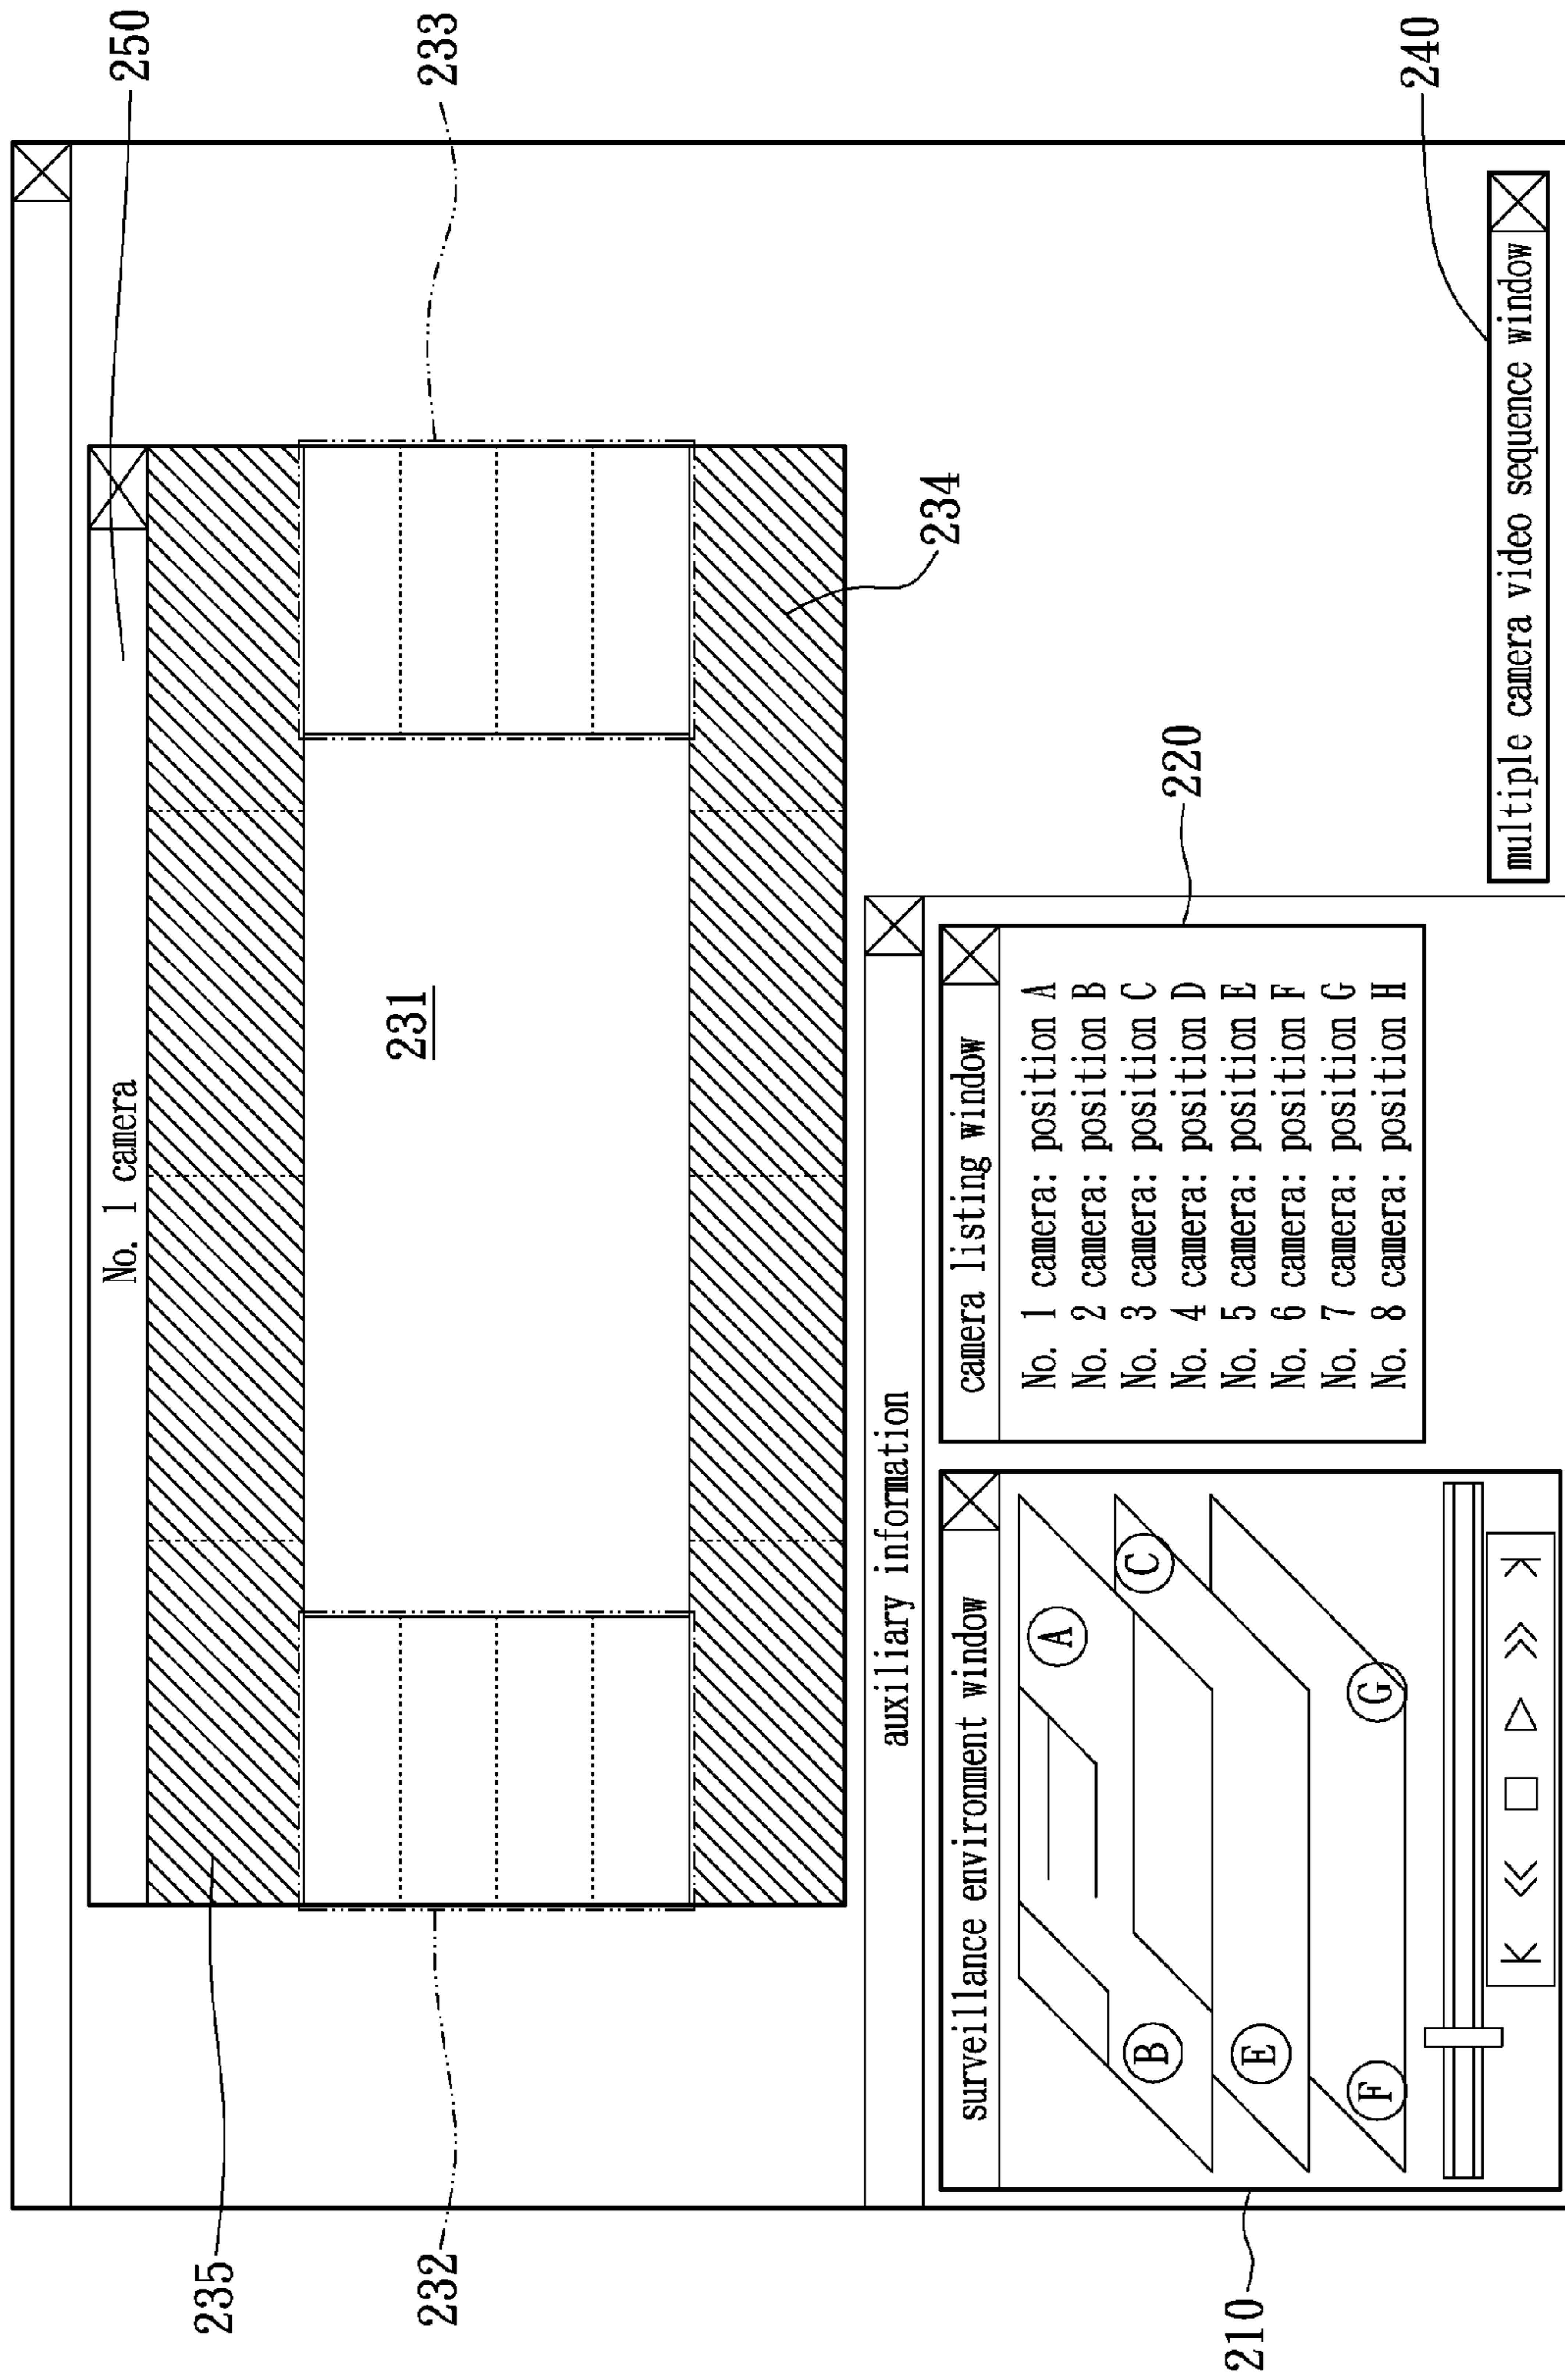 250
No. 1 camera
235
232
231
233
234
auxiliary information
210
surveillance environment window
A
B
C
E
F
G
camera listing window
No. 1 camera: position A
No. 2 camera: position B
No. 3 camera: position C
No. 4 camera: position D
No. 5 camera: position E
No. 6 camera: position F
No. 7 camera: position G
No. 8 camera: position H
220
240
multiple camera video sequence window